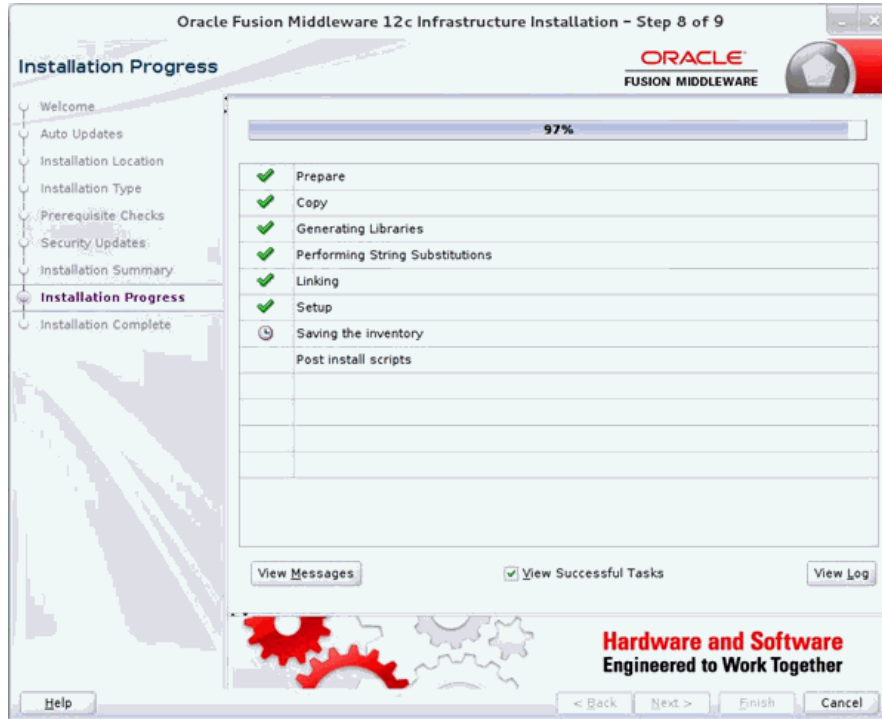 Oracle Fusion Middleware 12c Infrastructure Installation - Step 8 of 9
Installation Progress
ORACLE
FUSION MIDDLEWARE
Welcome
Auto Updates
Installation Location
Installation Type
Prerequisite Checks
Security Updates
Installation Summary
Installation Progress
Installation Complete
97%
Prepare
Copy
Generating Libraries
Performing String Substitutions
Linking
Setup
Saving the inventory
Post install scripts
View Messages
View Successful Tasks
View Log
Hardware and Software
Engineered to Work Together
Help
< Back
Next >
Finish
Cancel